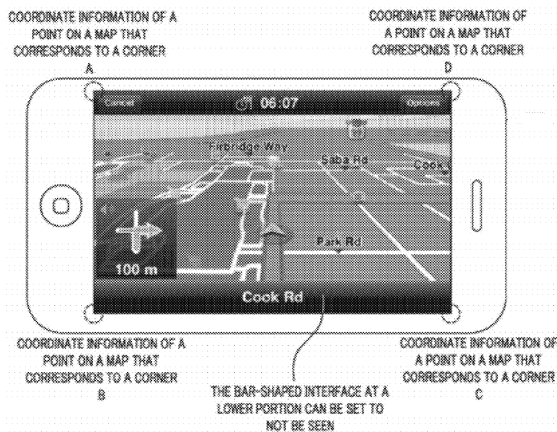 COORDINATE INFORMATION OF A
POINT ON A MAP THAT
CORRESPONDS TO A CORNER
A
COORDINATE INFORMATION OF
A POINT ON A MAP THAT
CORRESPONDS TO A CORNER
D
Cancel
06:07
Options
Firbridge Way
Saba Rd
Cook
Park Rd
100 m
Cook Rd
COORDINATE INFORMATION OF A
POINT ON A MAP THAT
CORRESPONDS TO A CORNER
B
THE BAR-SHAPED INTERFACE AT A
LOWER PORTION CAN BE SET TO
NOT BE SEEN
COORDINATE INFORMATION OF
A POINT ON A MAP THAT
CORRESPONDS TO A CORNER
C